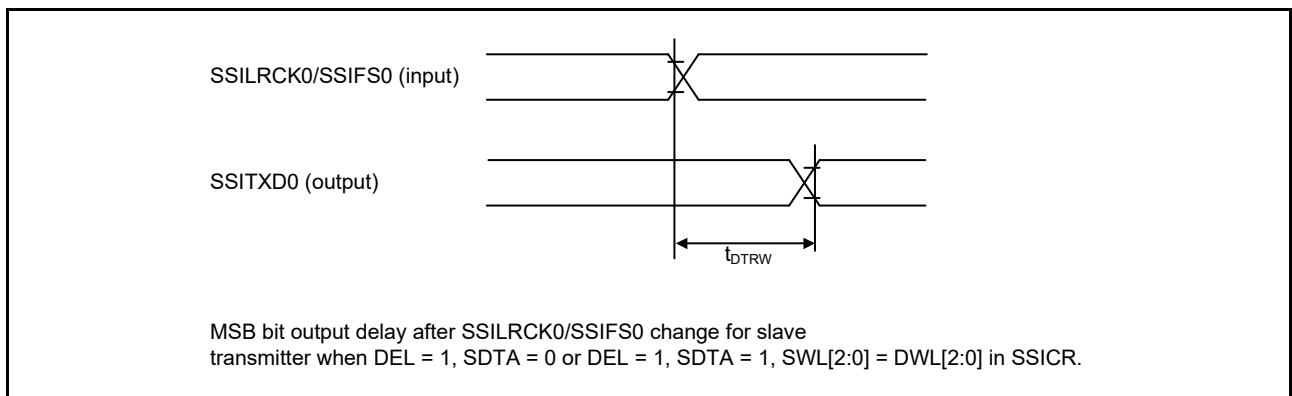 SSILRCK0/SSIFS0 (input)
SSITXD0 (output)
tDTRW
MSB bit output delay after SSILRCK0/SSIFS0 change for slave
transmitter when DEL = 1, SDTA = 0 or DEL = 1, SDTA = 1, SWL[2:0] = DWL[2:0] in SSICR.